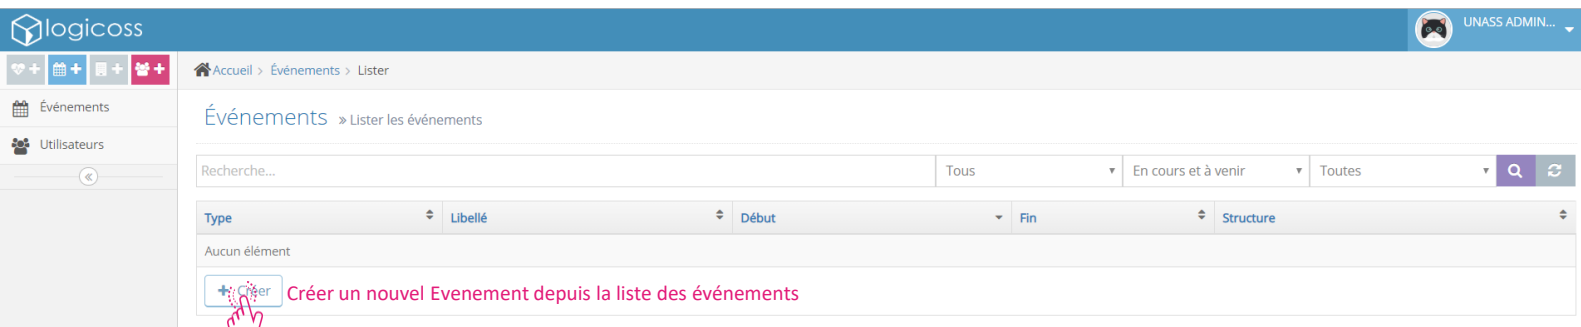 logicoss
UNASS ADMIN...
Accueil > Événements > Lister
Événements
Utilisateurs
Événements » Lister les événements
Recherche... Tous En cours et à venir Toutes
Type Libellé Début Fin Structure
Aucun élément
+ Créer Créer un nouvel Evenement depuis la liste des événements